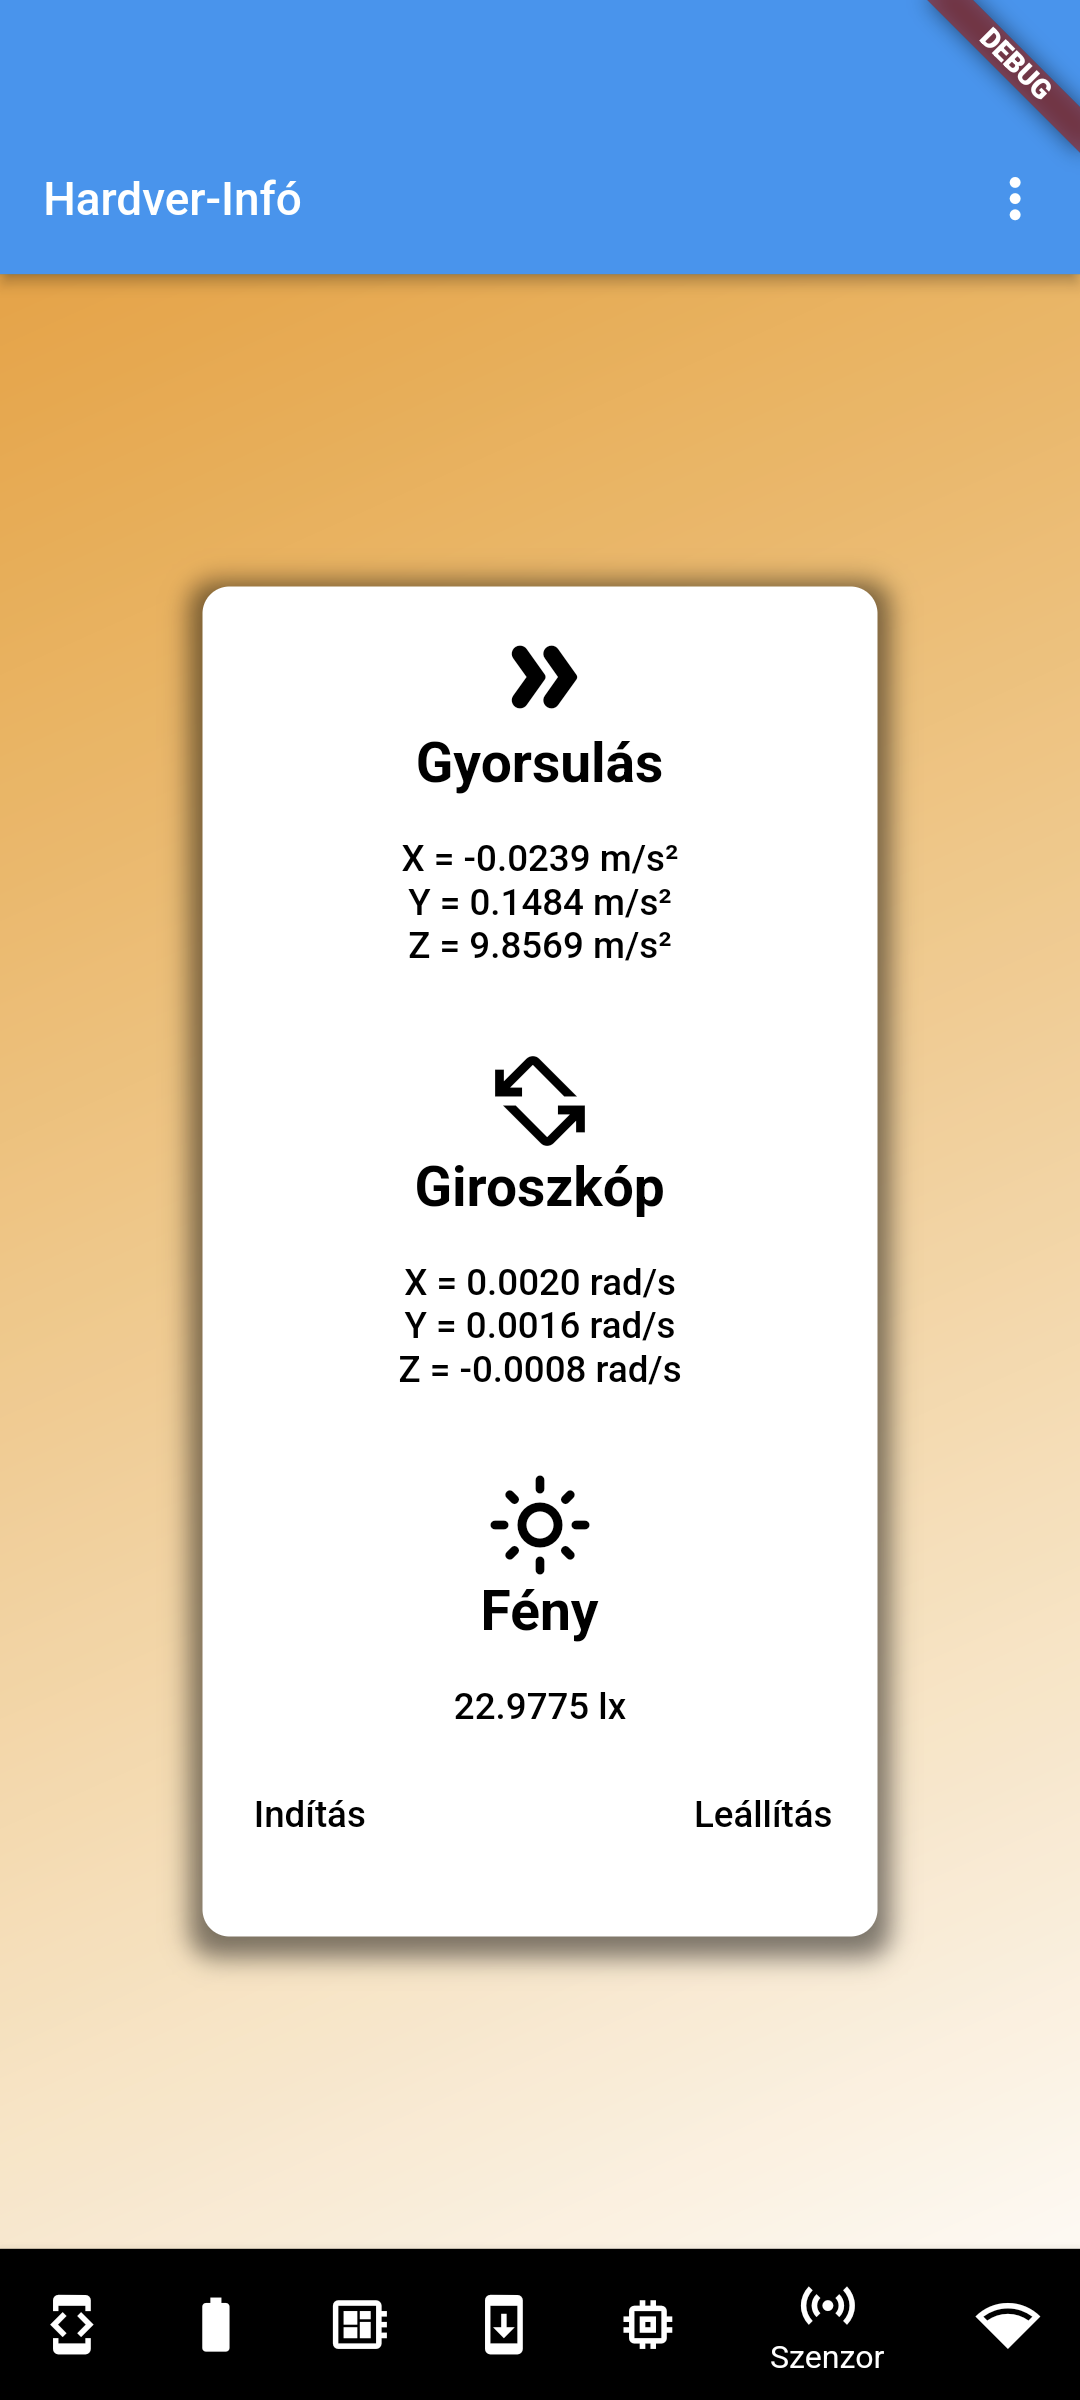 DEBUG
Hardver-Infó
Gyorsulás
X = -0.0239 m/s²
Y = 0.1484 m/s²
Z = 9.8569 m/s²
Giroszkóp
X = 0.0020 rad/s
Y = 0.0016 rad/s
Z = -0.0008 rad/s
Fény
22.9775 lx
Indítás
Leállítás
Szenzor